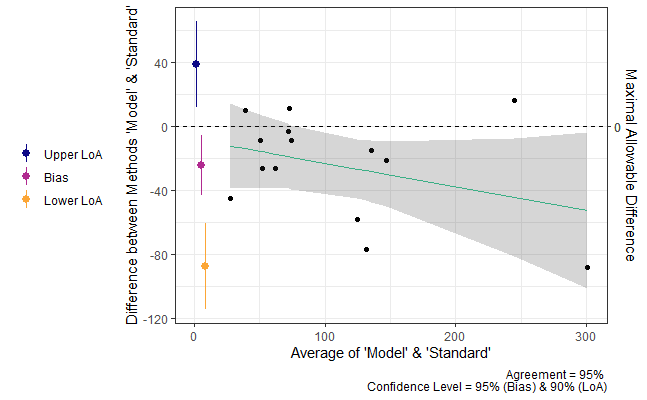 Upper LoA
Bias
Lower LoA
Difference between Methods 'Model' & 'Standard'
40
0
-40
-80
-120
0
Maximal Allowable Difference
0
100
200
300
Average of 'Model' & 'Standard'
Agreement = 95%
Confidence Level = 95% (Bias) & 90% (LoA)